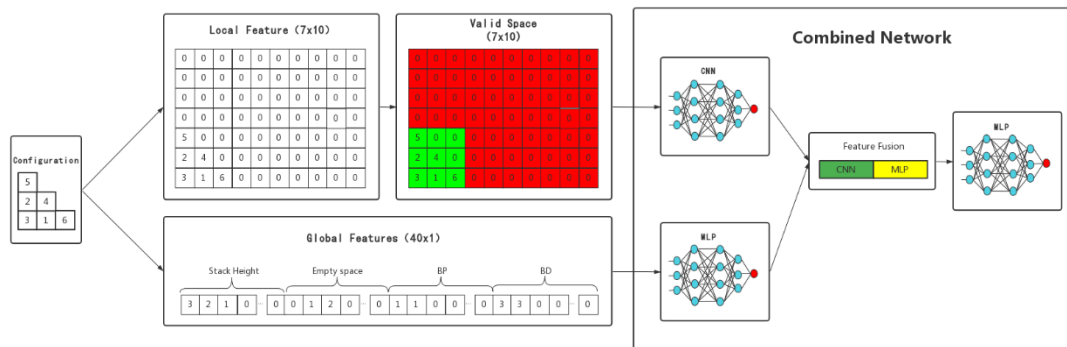 Configuration
5
2 4
3 1 6
Local Feature (7x10)
0 0 0 0 0 0 0 0 0 0
0 0 0 0 0 0 0 0 0 0
0 0 0 0 0 0 0 0 0 0
0 0 0 0 0 0 0 0 0 0
5 0 0 0 0 0 0 0 0 0
2 4 0 0 0 0 0 0 0 0
3 1 6 0 0 0 0 0 0 0
Valid Space
(7x10)
0 0 0 0 0 0 0 0 0 0
0 0 0 0 0 0 0 0 0 0
0 0 0 0 0 0 0 0 0 0
0 0 0 0 0 0 0 0 0 0
5 0 0 0 0 0 0 0 0 0
2 4 0 0 0 0 0 0 0 0
3 1 6 0 0 0 0 0 0 0
Global Features (40x1)
Stack Height Empty space BP BD
3 2 1 0 ... 0 0 1 2 0 ... 0 1 1 0 0 ... 0 3 3 0 0 ... 0
Combined Network
CNN
MLP
Feature Fusion
CNN MLP
MLP